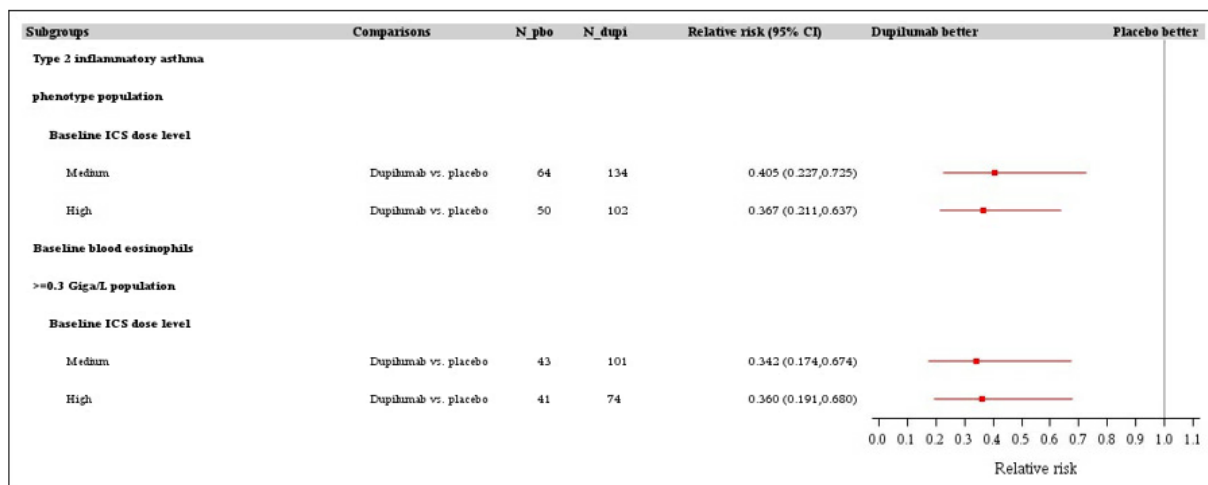 Subgroups Comparisons N_pbo N_dupi Relative risk (95% CI) Dupilumab better Placebo better
Type 2 inflammatory asthma
phenotype population
Baseline ICS dose level
Medium Dupilumab vs. placebo 64 134 0.405 (0.227,0.725)
High Dupilumab vs. placebo 50 102 0.367 (0.211,0.637)
Baseline blood eosinophils
>=0.3 Giga/L population
Baseline ICS dose level
Medium Dupilumab vs. placebo 43 101 0.342 (0.174,0.674)
High Dupilumab vs. placebo 41 74 0.360 (0.191,0.680)
0.0 0.1 0.2 0.3 0.4 0.5 0.6 0.7 0.8 0.9 1.0 1.1
Relative risk